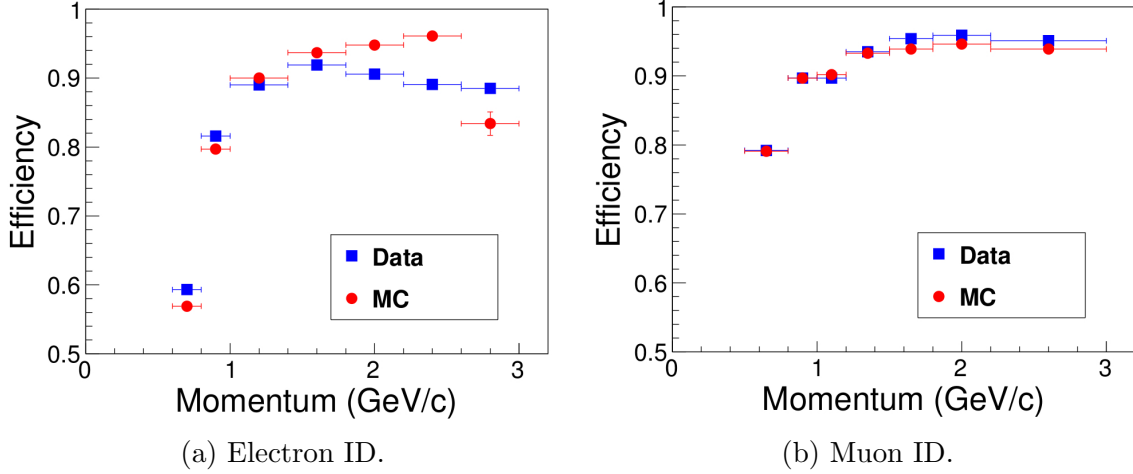 Efficiency
1
0.9
0.8
0.7
0.6
0.5
Data
MC
0 1 2 3
Momentum (GeV/c)
(a) Electron ID.
Efficiency
1
0.9
0.8
0.7
0.6
0.5
Data
MC
0 1 2 3
Momentum (GeV/c)
(b) Muon ID.